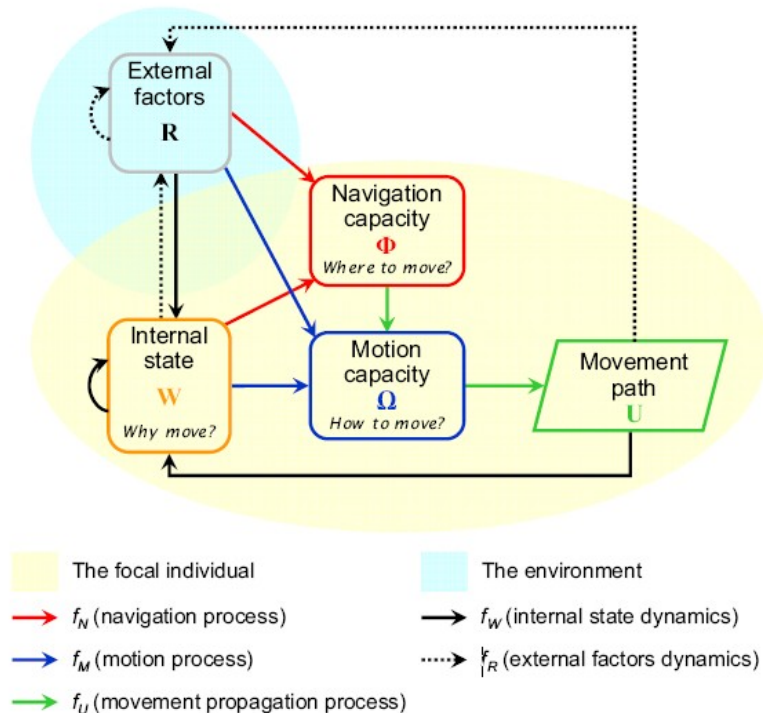 External
factors
R
Navigation
capacity
Φ
Where to move?
Internal
state
W
Why move?
Motion
capacity
Ω
How to move?
Movement
path
U
The focal individual
The environment
f_N (navigation process)
f_W (internal state dynamics)
f_M (motion process)
f_R (external factors dynamics)
f_U (movement propagation process)